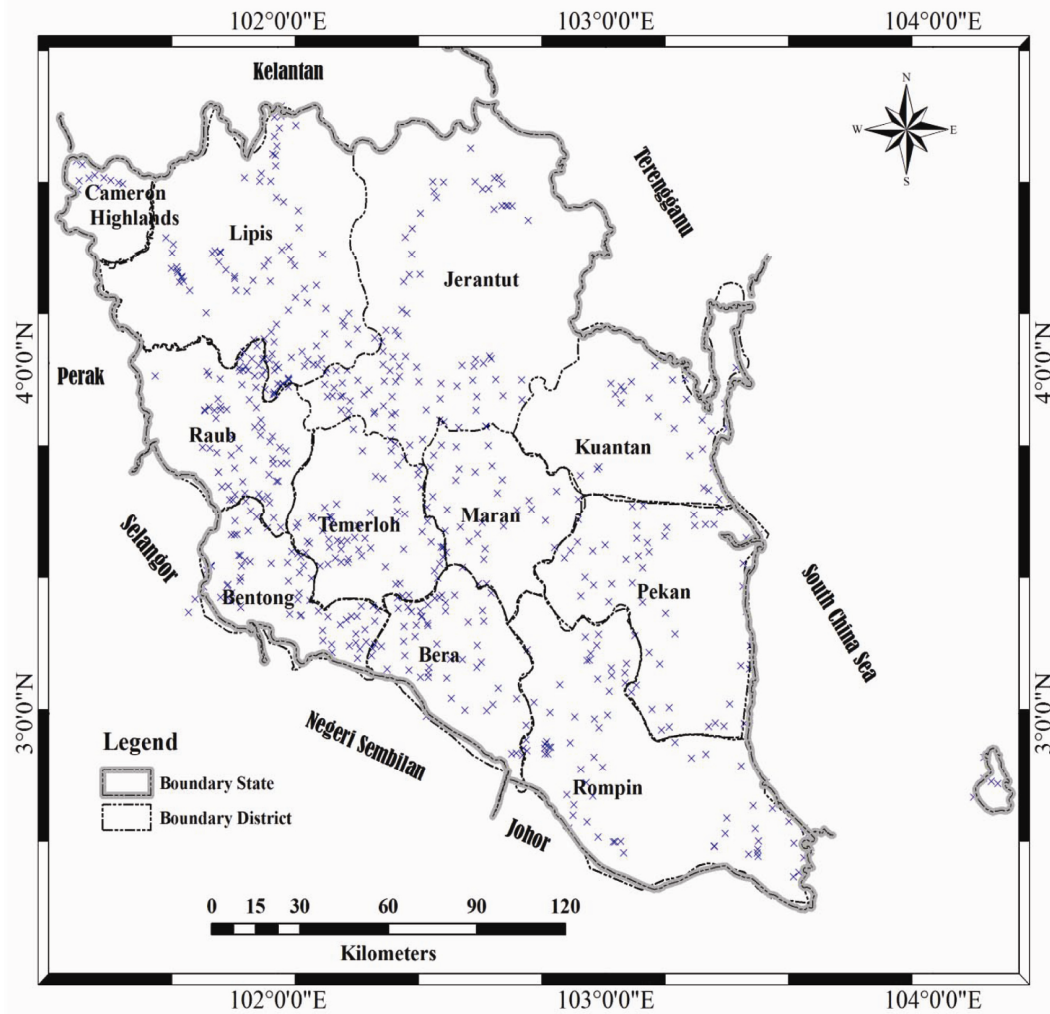 102°0'0"E 103°0'0"E 104°0'0"E
Kelantan
N
W E
S
Terengganu
Cameron
Highlands
Lipis
Jerantut
4°0'0"N
4°0'0"N
Perak
Raub
Kuantan
Temerloh
Maran
Selangor
Bentong
Pekan
South China Sea
Bera
3°0'0"N
3°0'0"N
Negeri Sembilan
Legend
Boundary State
Boundary District
Rompin
Johor
0 15 30 60 90 120
Kilometers
102°0'0"E 103°0'0"E 104°0'0"E